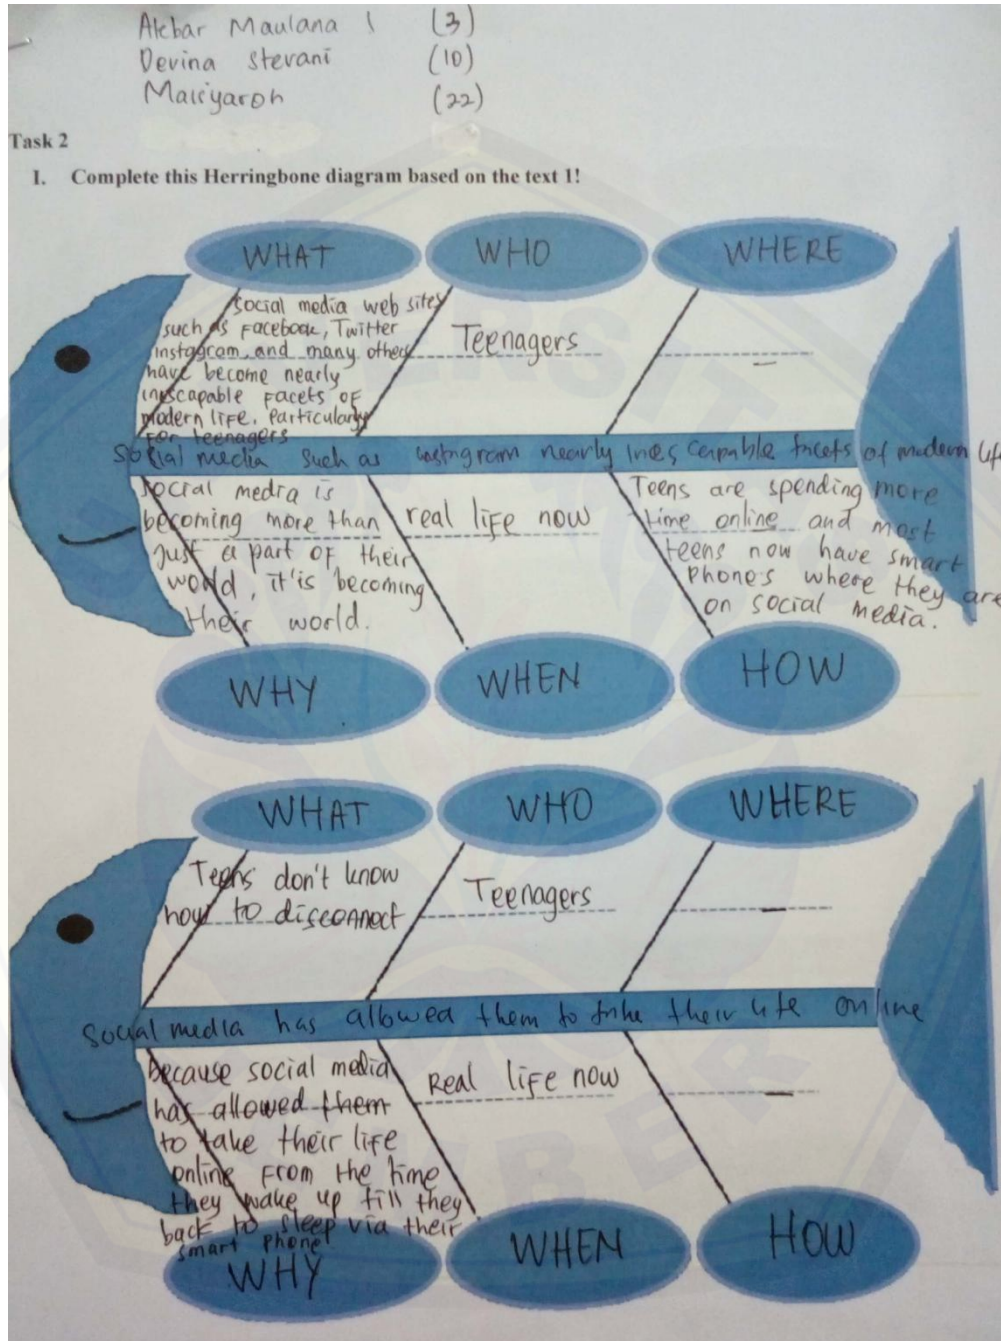 Akbar Maulana I (3)
Devina Stevani (10)
(22)
Task 2
I. Complete this Herringbone diagram based on the text 1!
WHAT WHO WHERE
Social media web sites
such as Facebook, Twitter
Instagram, and many others
have become nearly
inescapable facets of
modern life, particularly
for teenagers
Teenagers
-
Social media such as instagram nearly inescapable facets of modern life
Social media is
becoming more than
just a part of their
world, it'is becoming
their world.
real life now
Teens are spending more
time online and most
teens now have smart
phones where they are
on social media.
WHY WHEN HOW
WHAT WHO WHERE
Teens don't know
how to disconnect
Teenagers
-
Social media has allowed them to take their life online
because social media
has allowed them
to take their life
online from the time
they wake up till they
back to sleep via their
smart phone
Real life now
-
WHY WHEN HOW
UNIVERSITAS JEMBER